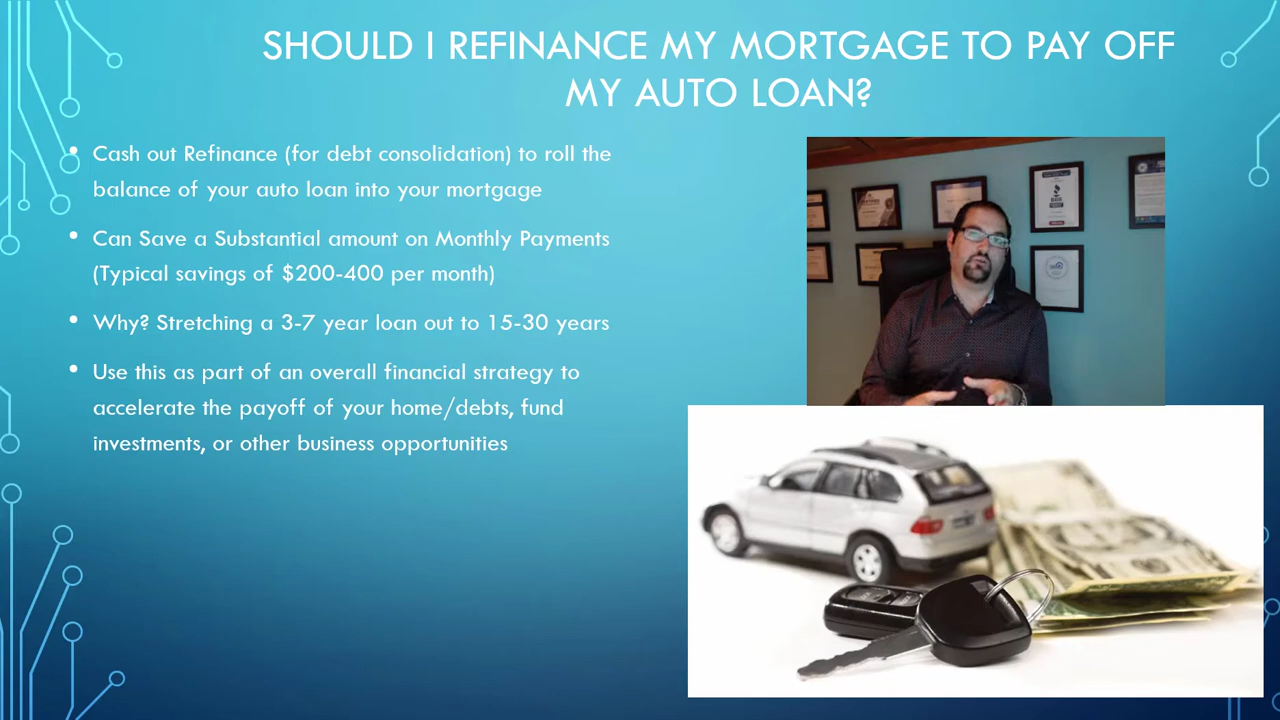 SHOULD I REFINANCE MY MORTGAGE TO PAY OFF
MY AUTO LOAN?
• Cash out Refinance (for debt consolidation) to roll the
balance of your auto loan into your mortgage
• Can Save a Substantial amount on Monthly Payments
(Typical savings of $200-400 per month)
• Why? Stretching a 3-7 year loan out to 15-30 years
• Use this as part of an overall financial strategy to
accelerate the payoff of your home/debts, fund
investments, or other business opportunities